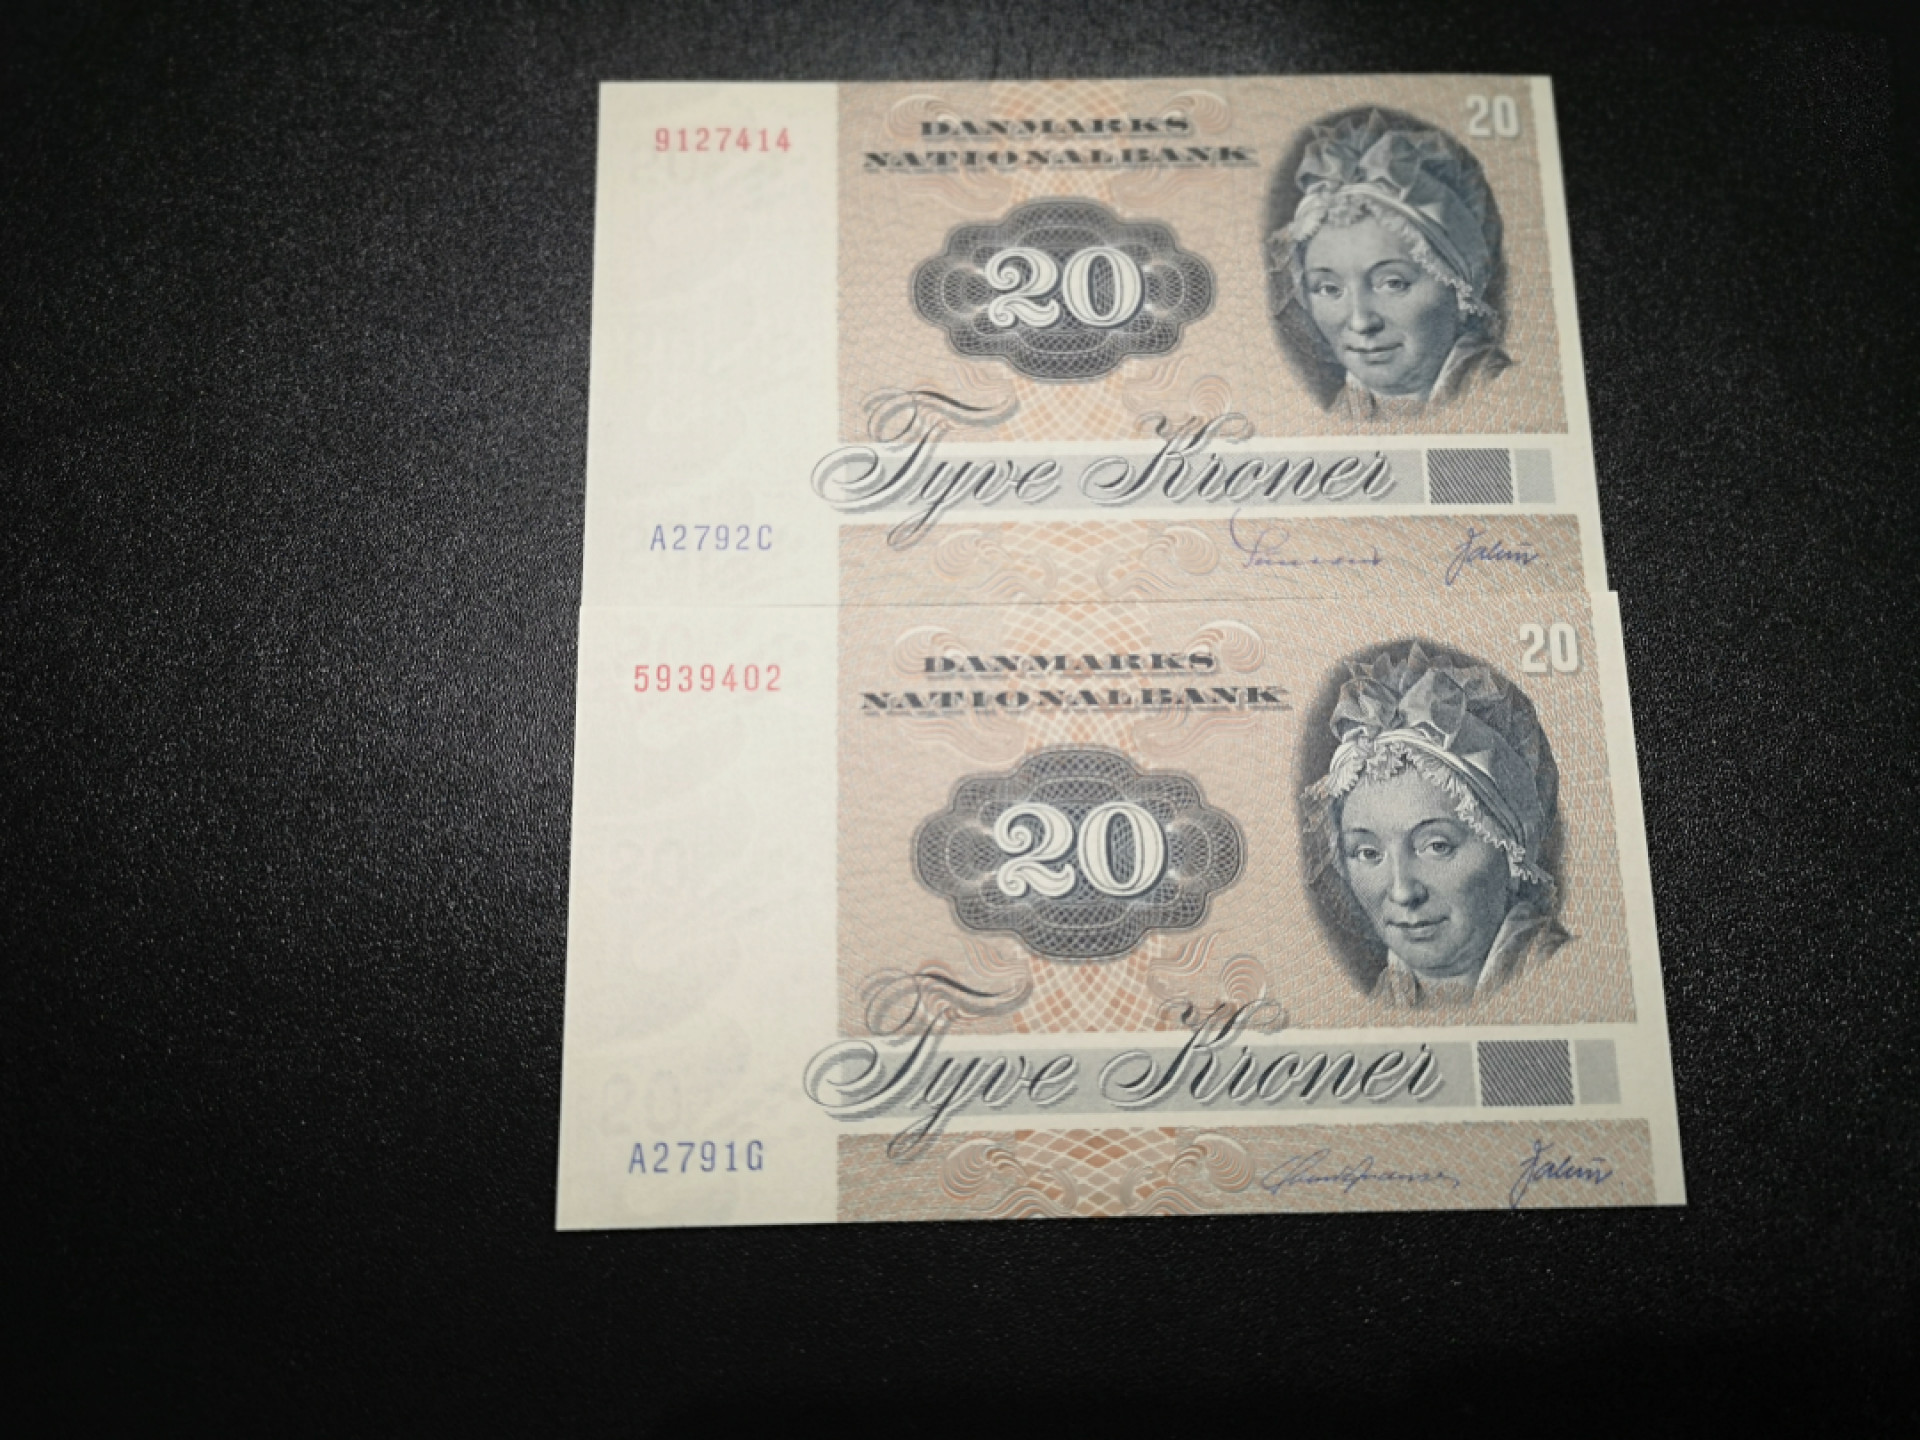 9127414
DANMARKS
NATIONALBANK
20
20
Tyve Kroner
A2792C
5939402
DANMARKS
NATIONALBANK
20
20
Tyve Kroner
A2791G